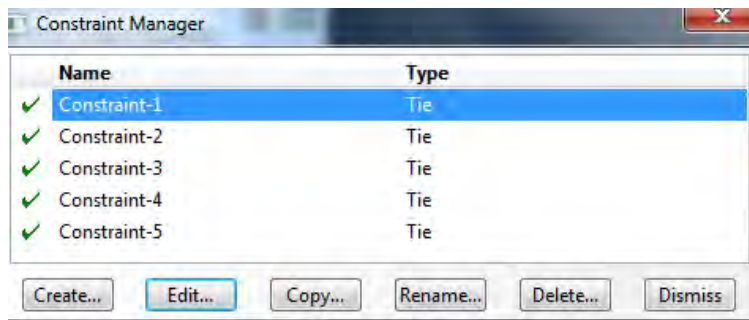 Constraint Manager
Name Type
Constraint-1 Tie
Constraint-2 Tie
Constraint-3 Tie
Constraint-4 Tie
Constraint-5 Tie
Create... Edit... Copy... Rename... Delete... Dismiss